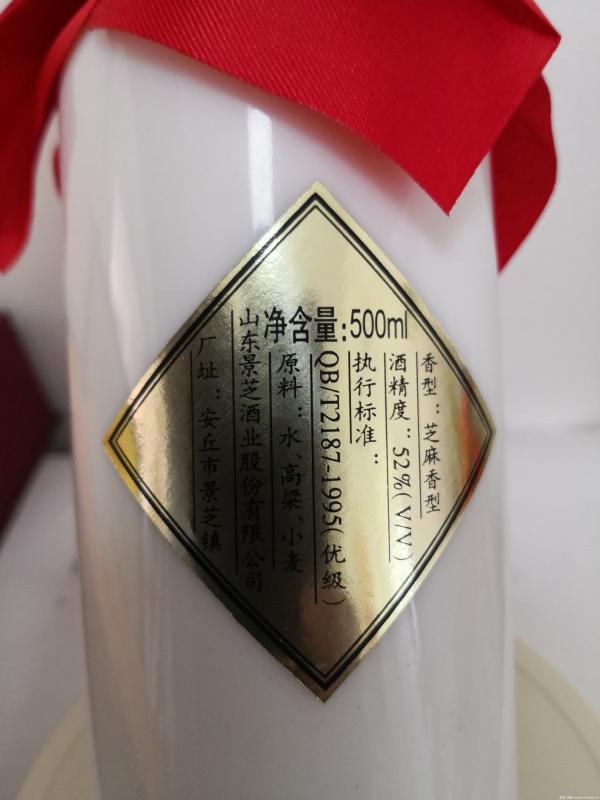 净含量:500ml
香型：芝麻香型
酒精度：52%(V/V)
执行标准：
QB/T2187-1995(优级)
原料：水、高粱、小麦
山东景芝酒业股份有限公司
厂址：安丘市景芝镇